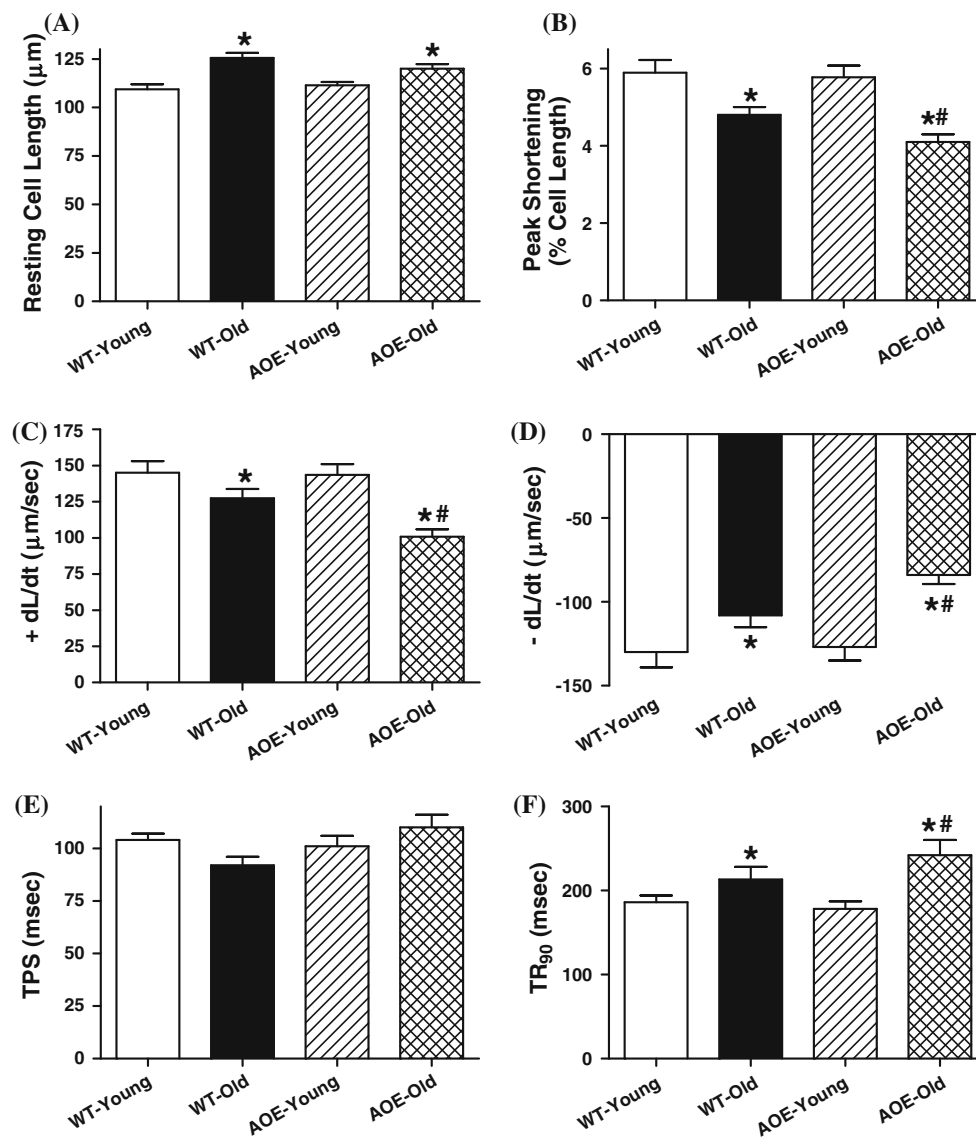 (A)
Resting Cell Length (μm)
125
100
75
50
25
0
*
*
WT-Young
WT-Old
AOE-Young
AOE-Old
(B)
Peak Shortening
(% Cell Length)
6
4
2
0
*
*#
WT-Young
WT-Old
AOE-Young
AOE-Old
(C)
+ dL/dt (μm/sec)
175
150
125
100
75
50
25
0
*
*#
WT-Young
WT-Old
AOE-Young
AOE-Old
(D)
- dL/dt (μm/sec)
0
-50
-100
-150
*
*#
WT-Young
WT-Old
AOE-Young
AOE-Old
(E)
TPS (msec)
100
75
50
25
0
WT-Young
WT-Old
AOE-Young
AOE-Old
(F)
TR90 (msec)
300
200
100
0
*
*#
WT-Young
WT-Old
AOE-Young
AOE-Old